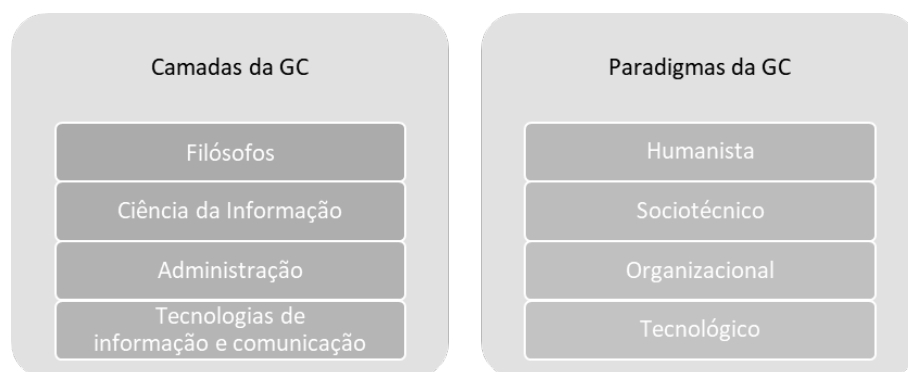 Camadas da GC
Filósofos
Ciência da Informação
Administração
Tecnologias de
informação e comunicação
Paradigmas da GC
Humanista
Sociotécnico
Organizacional
Tecnológico